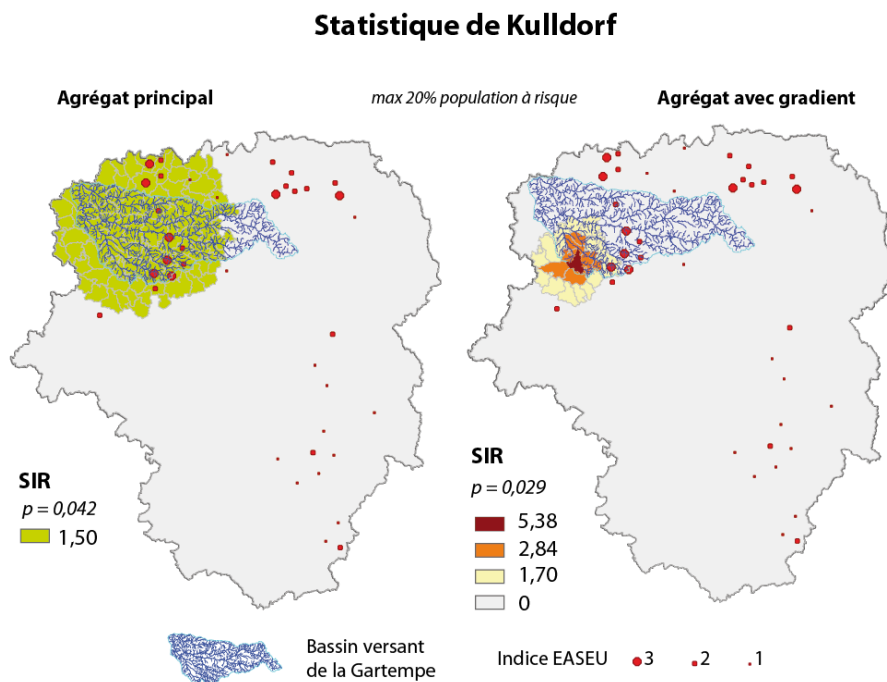 Statistique de Kulldorf
Agrégat principal
max 20% population à risque
Agrégat avec gradient
SIR
p = 0,042
1,50
SIR
p = 0,029
5,38
2,84
1,70
0
Bassin versant
de la Gartempe
Indice EASEU 3 2 1